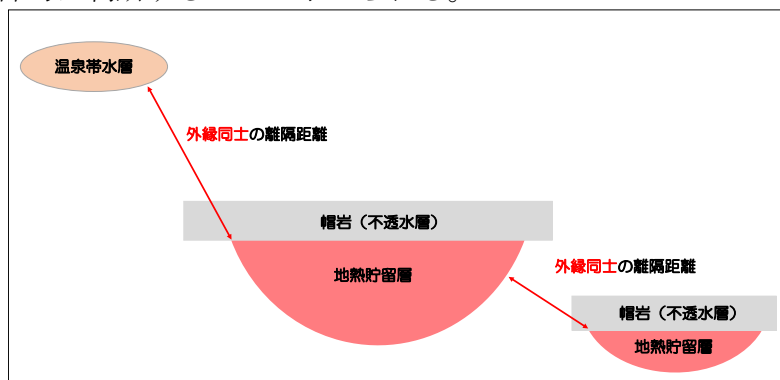 温泉帯水層
外縁同士の離隔距離
帽岩（不透水層）
地熱貯留層
外縁同士の離隔距離
帽岩（不透水層）
地熱貯留層